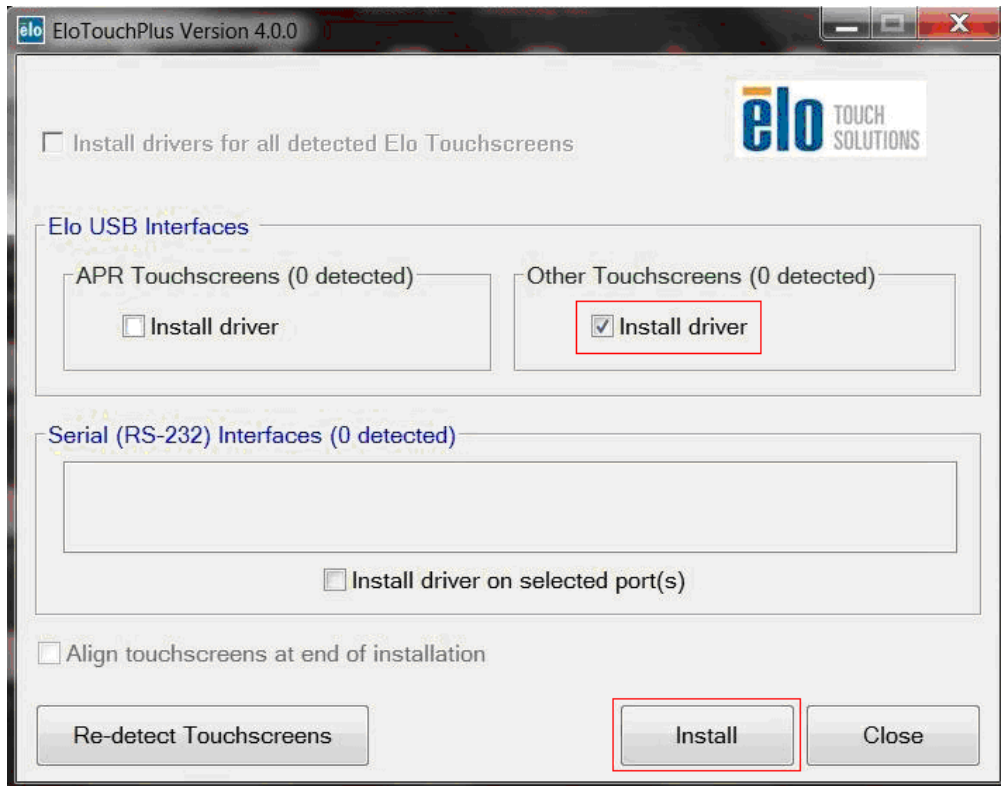 elo EloTouchPlus Version 4.0.0
ēlo TOUCH SOLUTIONS
Install drivers for all detected Elo Touchscreens
Elo USB Interfaces
APR Touchscreens (0 detected)
Install driver
Other Touchscreens (0 detected)
Install driver
Serial (RS-232) Interfaces (0 detected)
Install driver on selected port(s)
Align touchscreens at end of installation
Re-detect Touchscreens
Install
Close